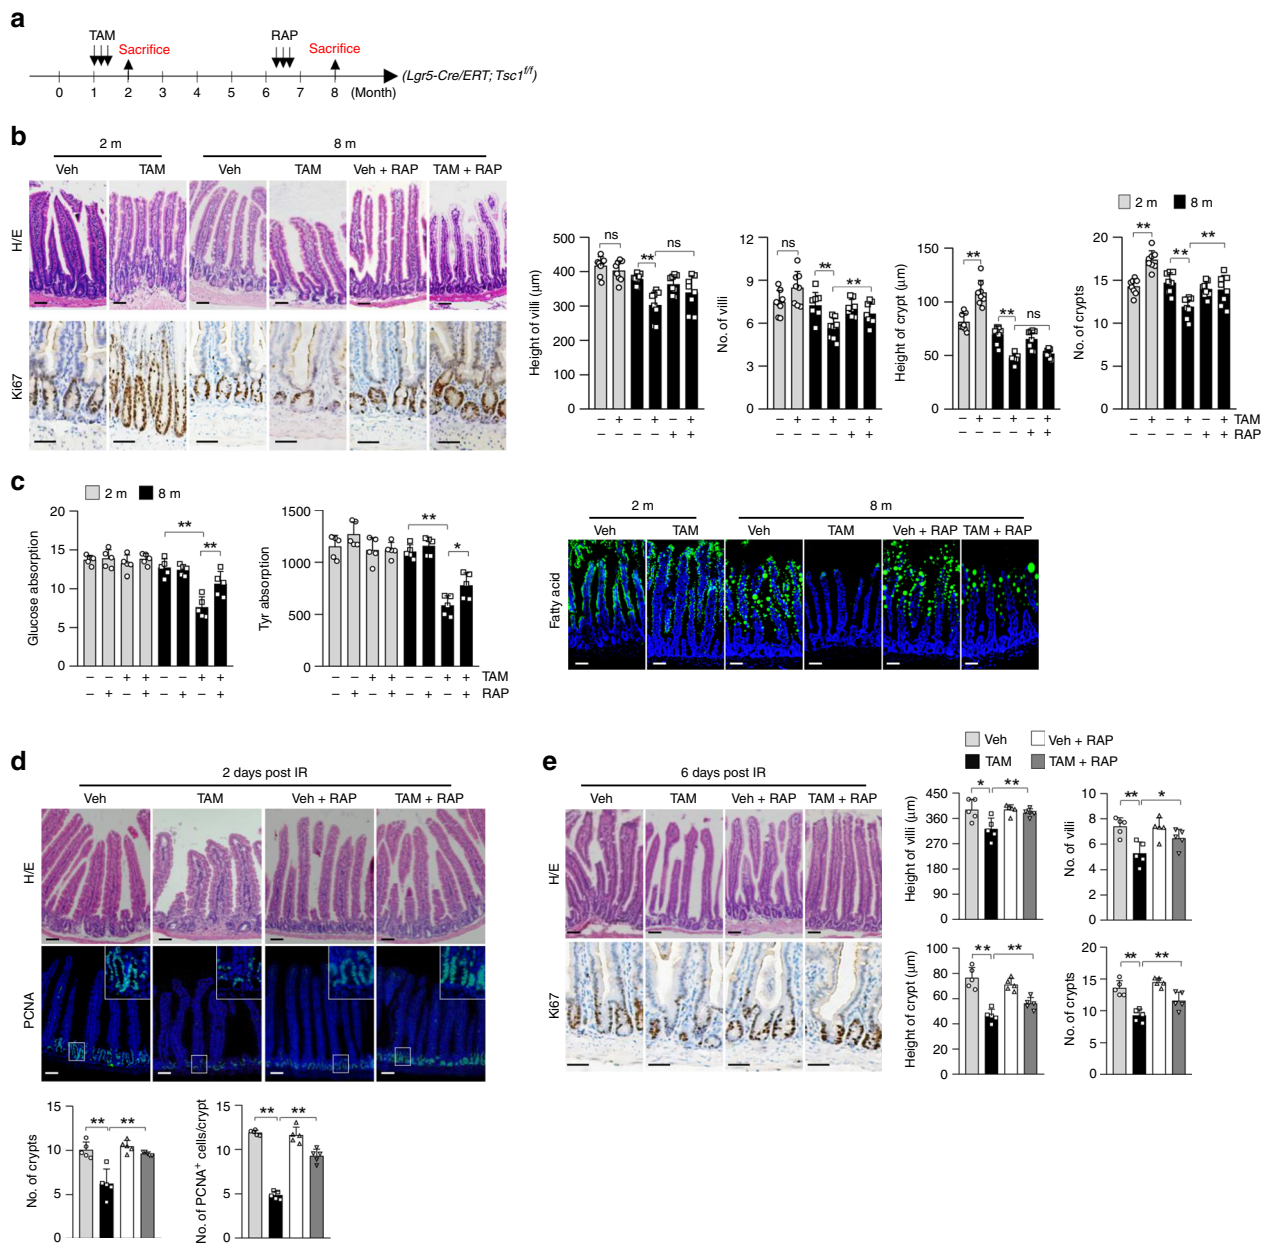 a
TAM
RAP
Sacrifice
Sacrifice
(Lgr5-Cre/ERT; Tsc1f/f)
0 1 2 3 4 5 6 7 8 (Month)
b
2 m 8 m
Veh TAM Veh TAM Veh + RAP TAM + RAP
H/E
Ki67
2 m 8 m
Height of villi (μm)
500
400
300
200
100
0
ns ** ns
– + – + – +
– – – – + +
No. of villi
12
9
6
3
0
ns ** **
– + – + – +
– – – – + +
Height of crypt (μm)
150
100
50
0
** ** ns
– + – + – +
– – – – + +
No. of crypts
20
15
10
5
0
** ** **
– + – + – + TAM
– – – – + + RAP
c
2 m 8 m
Glucose absorption
20
15
10
5
0
** **
– – + + – – + +
– + – + – + – +
Tyr absorption
1500
1000
500
0
** *
– – + + – – + + TAM
– + – + – + – + RAP
2 m 8 m
Veh TAM Veh TAM Veh + RAP TAM + RAP
Fatty acid
d
2 days post IR
Veh TAM Veh + RAP TAM + RAP
H/E
PCNA
No. of crypts
15
10
5
0
** **
No. of PCNA+ cells/crypt
15
10
5
0
** **
e
6 days post IR
Veh TAM Veh + RAP TAM + RAP
H/E
Ki67
Veh Veh + RAP
TAM TAM + RAP
Height of villi (μm)
450
360
270
180
90
0
* **
No. of villi
10
8
6
4
2
0
** *
Height of crypt (μm)
100
80
60
40
20
0
** **
No. of crypts
20
15
10
5
0
** **